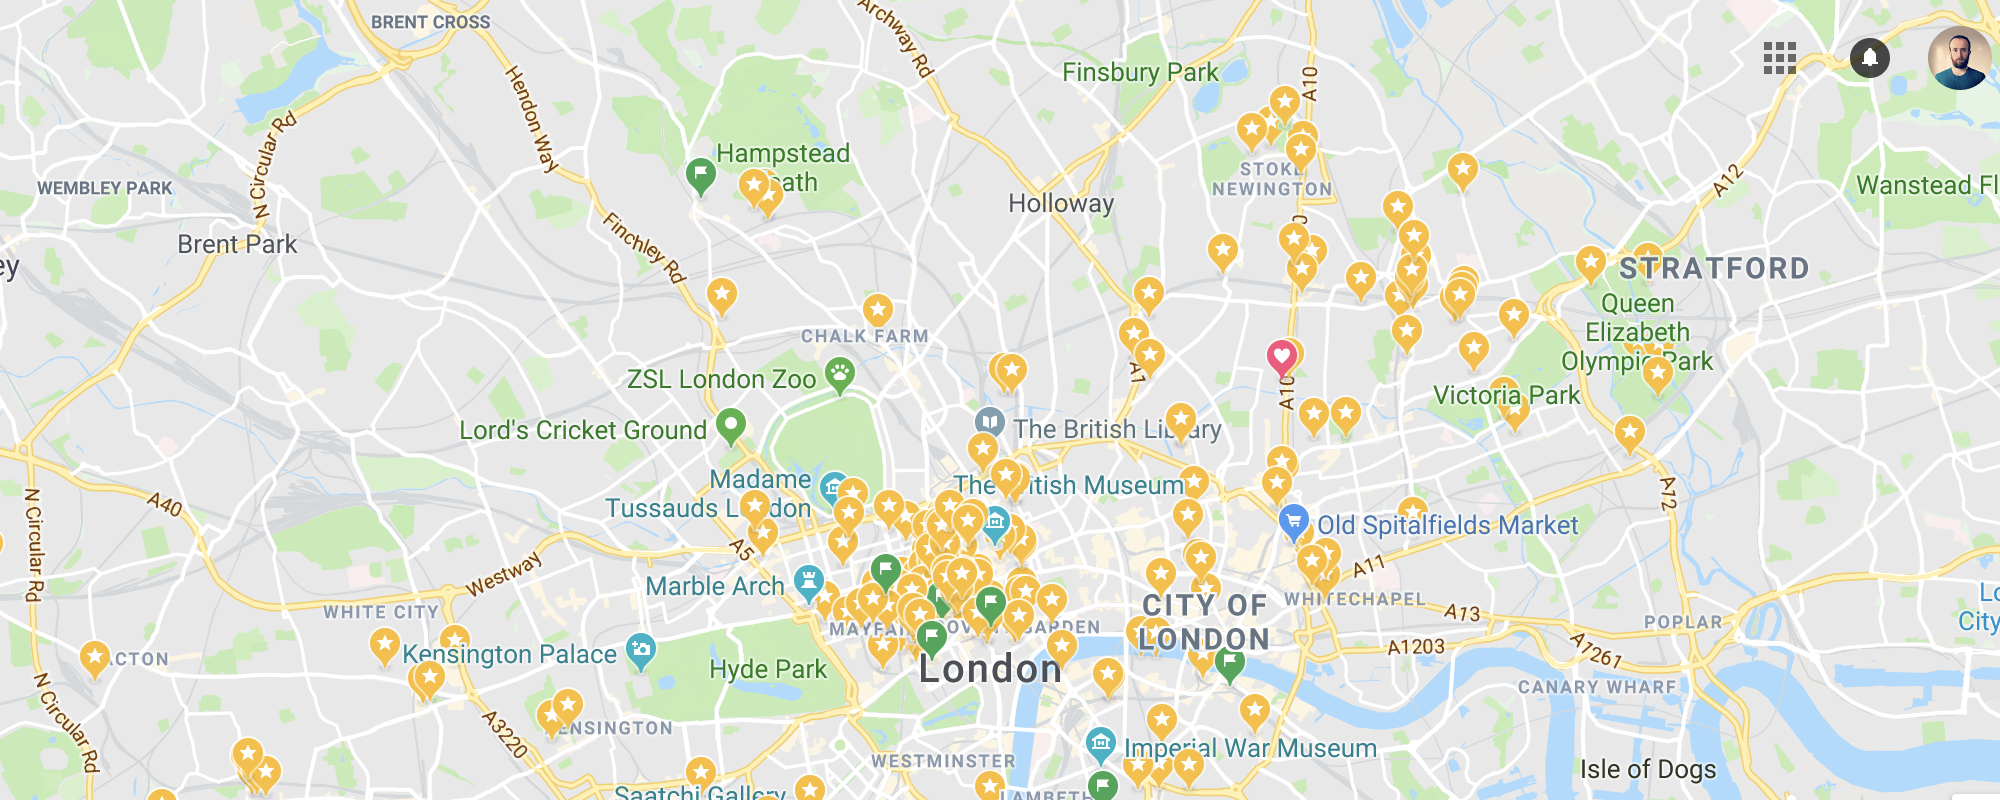 BRENT CROSS
Archway Rd
Finsbury Park
A10
Hendon Way
N Circular Rd
Hampstead
WEMBLEY PARK
STOKE
NEWINGTON
A12
Wanstead Fl
Holloway
Brent Park
Finchley Rd
STRATFORD
Queen
Elizabeth
Olympic Park
CHALK FARM
ZSL London Zoo
A1
A10
Victoria Park
Lord's Cricket Ground
The British Library
Madame
Tussauds London
The British Museum
A40
N Circular Rd
A12
Old Spitalfields Market
A5
A11
Westway
Marble Arch
WHITE CITY
CITY OF
LONDON
WHITECHAPEL
A13
POPLAR
City,
MAYFAIR
COVENT GARDEN
A1203
A7261
ACTON
Kensington Palace
Hyde Park
London
N Circular Rd
CANARY WHARF
A3220
KENSINGTON
Imperial War Museum
WESTMINSTER
Isle of Dogs
Saatchi Gallery
LAMBETH